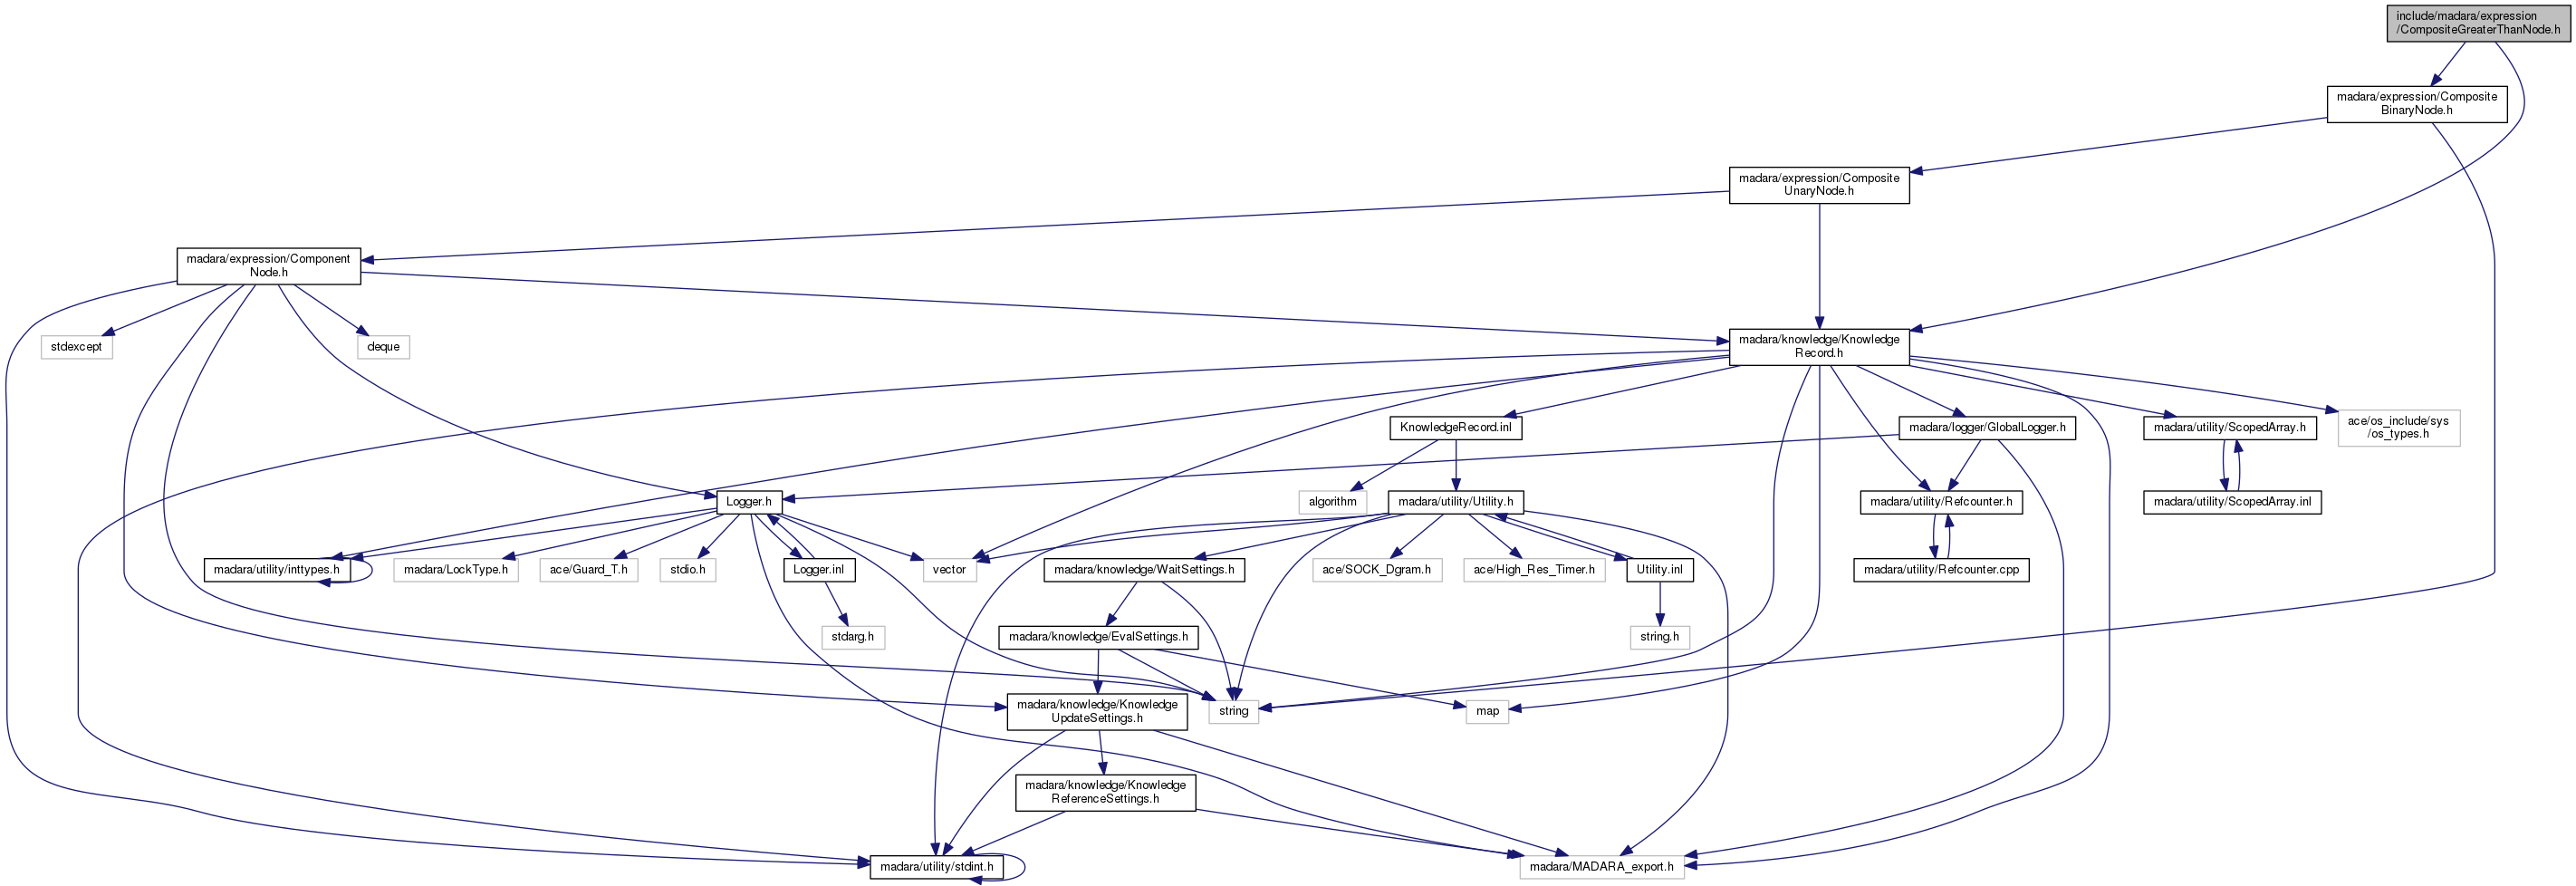 include/madara/expression
/CompositeGreaterThanNode.h
madara/expression/Composite
BinaryNode.h
madara/expression/Composite
UnaryNode.h
madara/expression/Component
Node.h
stdexcept
deque
madara/knowledge/Knowledge
Record.h
KnowledgeRecord.inl
madara/logger/GlobalLogger.h
madara/utility/ScopedArray.h
ace/os_include/sys
/os_types.h
Logger.h
algorithm
madara/utility/Utility.h
madara/utility/Refcounter.h
madara/utility/ScopedArray.inl
madara/utility/inttypes.h
madara/LockType.h
ace/Guard_T.h
stdio.h
Logger.inl
vector
madara/knowledge/WaitSettings.h
ace/SOCK_Dgram.h
ace/High_Res_Timer.h
Utility.inl
madara/utility/Refcounter.cpp
stdarg.h
madara/knowledge/EvalSettings.h
string.h
madara/knowledge/Knowledge
UpdateSettings.h
string
map
madara/knowledge/Knowledge
ReferenceSettings.h
madara/utility/stdint.h
madara/MADARA_export.h